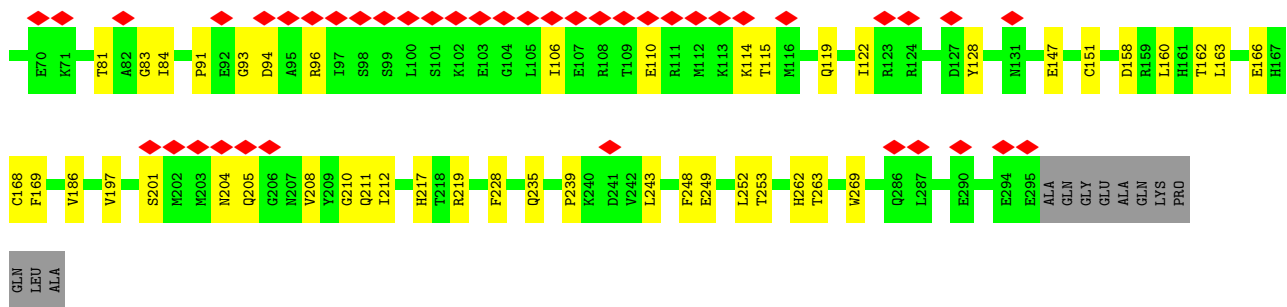 E70 K71 T81 A82 G83 I84 P91 E92 G93 D94 A95 R96 I97 S98 S99 L100 S101 K102 E103 G104 L105 I106 E107 R108 T109 E110 R111 M112 K113 K114 T115 M116 Q119 I122 R123 R124 D127 Y128 N131 E147 C151 D158 R159 L160 H161 T162 L163 E166 H167
C168 F169 V186 V197 S201 M202 M203 N204 Q205 G206 N207 V208 Y209 G210 Q211 I212 H217 T218 R219 F228 Q235 P239 K240 D241 V242 L243 F248 E249 L252 T253 H262 T263 W269 Q286 L287 E290 E294 E295 ALA GLN GLY GLU ALA GLN LYS PRO
GLN LEU ALA